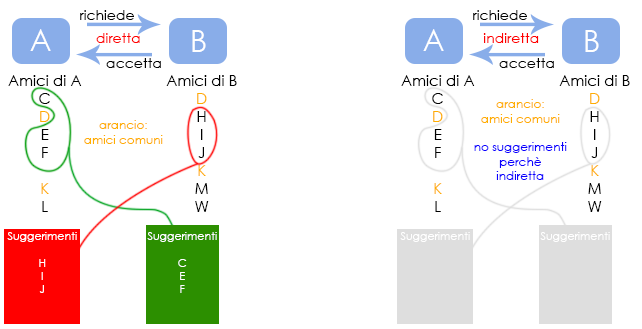 richiede
A
diretta
B
accetta
Amici di A
C
D
E
F
K
L
arancio:
amici comuni
Amici di B
D
H
I
J
K
M
W
Suggerimenti
H
I
J
Suggerimenti
C
E
F
richiede
A
indiretta
B
accetta
Amici di A
C
D
E
F
K
L
arancio:
amici comuni
no suggerimenti
perchè
indiretta
Amici di B
D
H
I
J
K
M
W
Suggerimenti
Suggerimenti